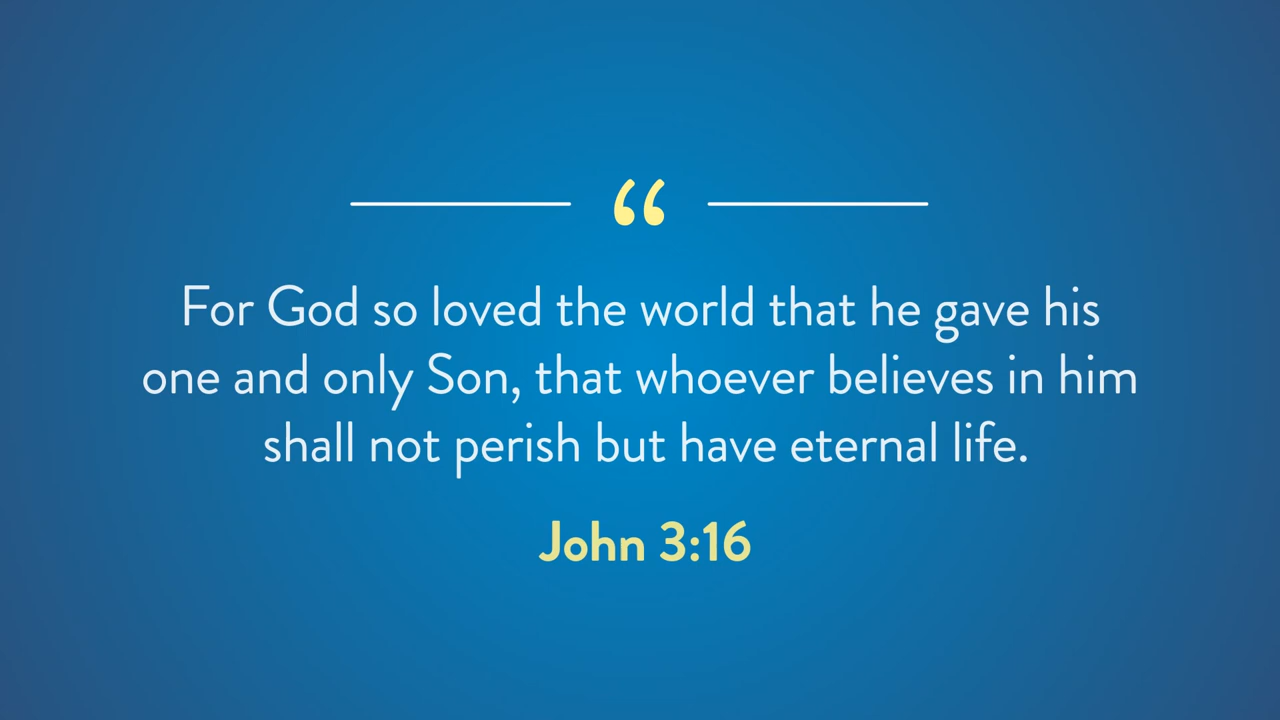 “
For God so loved the world that he gave his
one and only Son, that whoever believes in him
shall not perish but have eternal life.
John 3:16